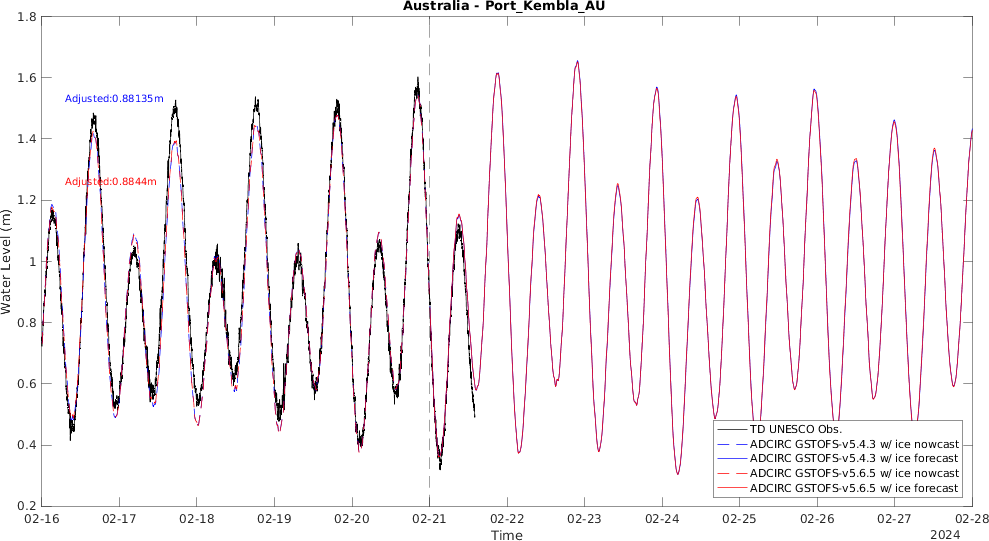 Australia - Port_Kembla_AU
1.8
1.6
1.4
1.2
1
0.8
0.6
0.4
0.2
Water Level (m)
Adjusted:0.88135m
Adjusted:0.8844m
TD UNESCO Obs.
ADCIRC GSTOFS-v5.4.3 w/ ice nowcast
ADCIRC GSTOFS-v5.4.3 w/ ice forecast
ADCIRC GSTOFS-v5.6.5 w/ ice nowcast
ADCIRC GSTOFS-v5.6.5 w/ ice forecast
02-16 02-17 02-18 02-19 02-20 02-21 02-22 02-23 02-24 02-25 02-26 02-27 02-28
Time
2024